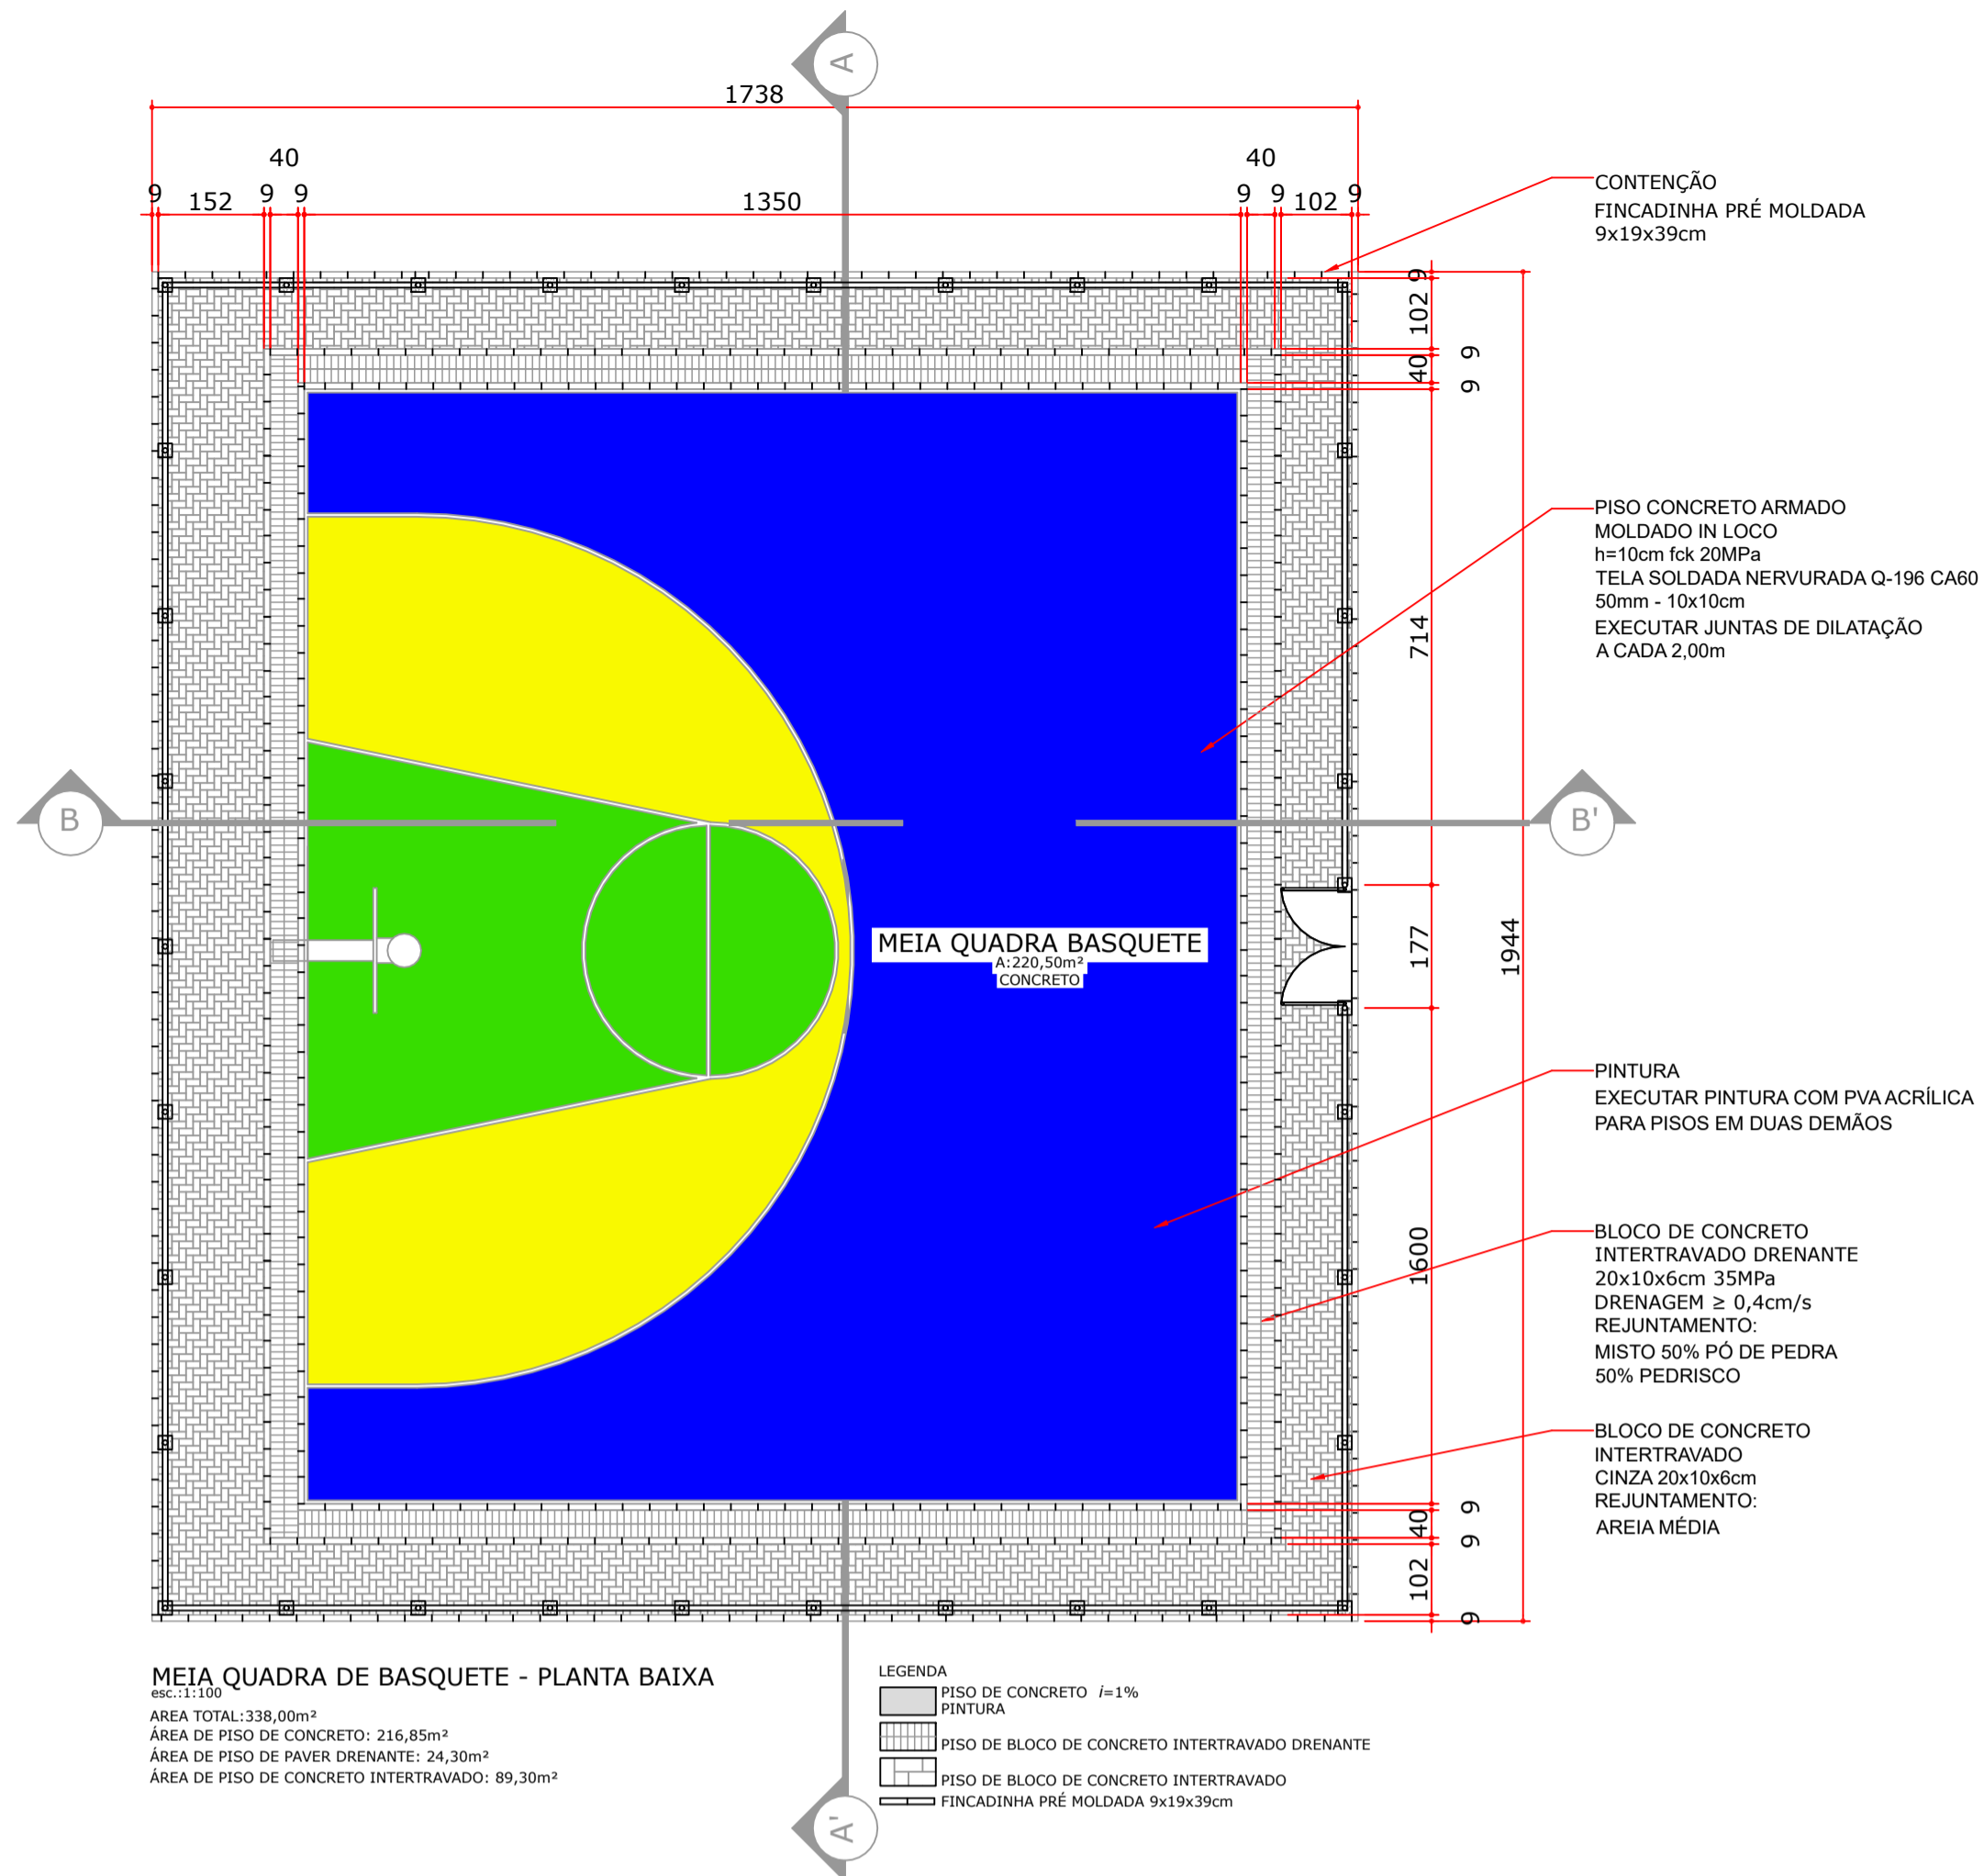 A
1738
40
40
9
152
9
9
1350
9
9
102
9
CONTENÇÃO
FINCADINHA PRÉ MOLDADA
9x19x39cm
9
102
9
40
9
PISO CONCRETO ARMADO
MOLDADO IN LOCO
h=10cm fck 20MPa
TELA SOLDADA NERVURADA Q-196 CA60
50mm - 10x10cm
EXECUTAR JUNTAS DE DILATAÇÃO
A CADA 2,00m
714
B
B'
MEIA QUADRA BASQUETE
A:220,50m²
CONCRETO
177
1944
PINTURA
EXECUTAR PINTURA COM PVA ACRÍLICA
PARA PISOS EM DUAS DEMÃOS
1600
BLOCO DE CONCRETO
INTERTRAVADO DRENANTE
20x10x6cm 35MPa
DRENAGEM ≥ 0,4cm/s
REJUNTAMENTO:
MISTO 50% PÓ DE PEDRA
50% PEDRISCO
BLOCO DE CONCRETO
INTERTRAVADO
CINZA 20x10x6cm
REJUNTAMENTO:
AREIA MÉDIA
9
40
9
102
9
MEIA QUADRA DE BASQUETE - PLANTA BAIXA
esc.:1:100
AREA TOTAL:338,00m²
ÁREA DE PISO DE CONCRETO: 216,85m²
ÁREA DE PISO DE PAVER DRENANTE: 24,30m²
ÁREA DE PISO DE CONCRETO INTERTRAVADO: 89,30m²
LEGENDA
PISO DE CONCRETO i=1%
PINTURA
PISO DE BLOCO DE CONCRETO INTERTRAVADO DRENANTE
PISO DE BLOCO DE CONCRETO INTERTRAVADO
FINCADINHA PRÉ MOLDADA 9x19x39cm
A'